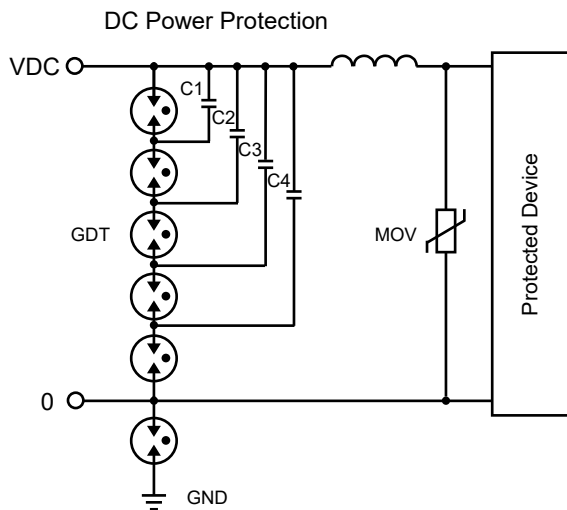 DC Power Protection
VDC
C1
C2
C3
C4
GDT
MOV
Protected Device
0
GND